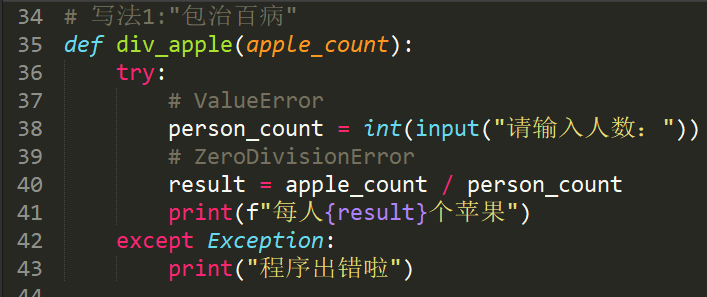 34 # 写法1:"包治百病"
35 def div_apple(apple_count):
36     try:
37         # ValueError
38         person_count = int(input("请输入人数: "))
39         # ZeroDivisionError
40         result = apple_count / person_count
41         print(f"每人{result}个苹果")
42     except Exception:
43         print("程序出错啦")
44